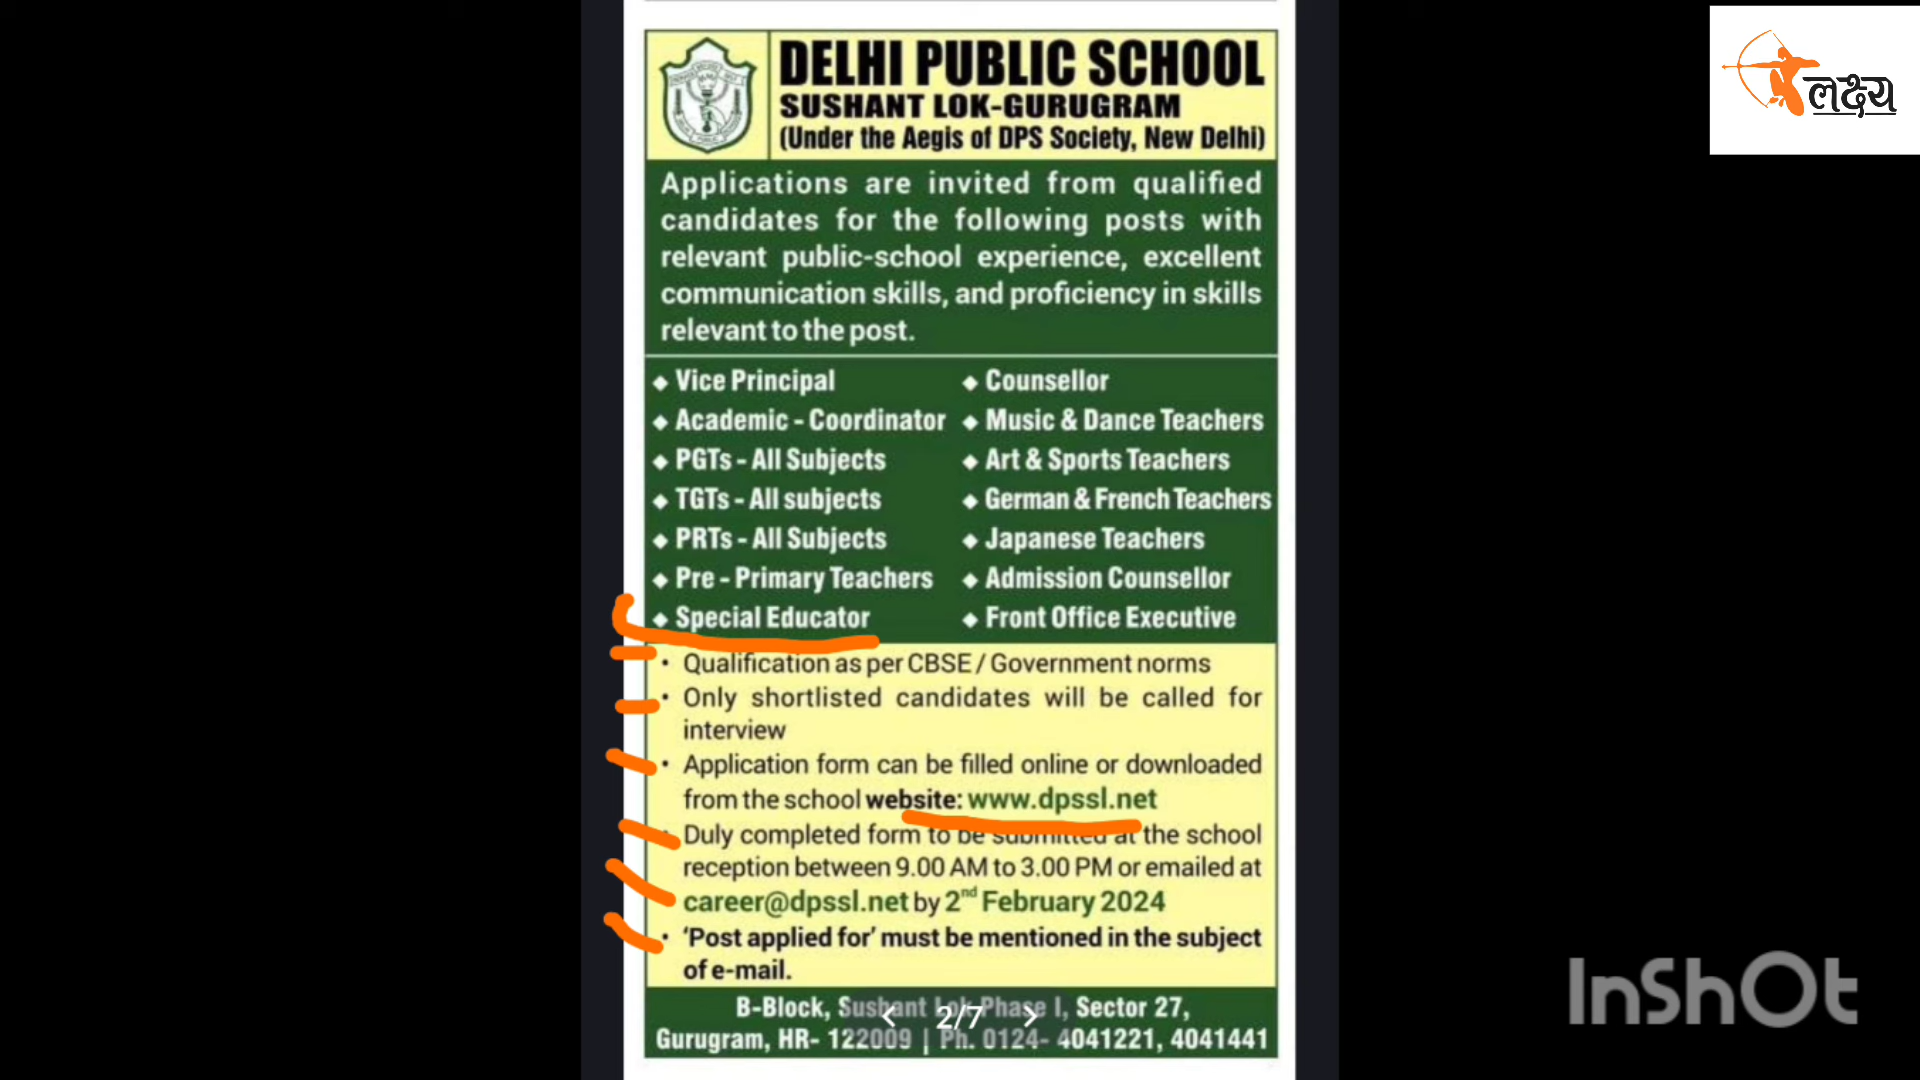 DELHI PUBLIC SCHOOL
SUSHANT LOK-GURUGRAM
(Under the Aegis of DPS Society, New Delhi)
Applications are invited from qualified
candidates for the following posts with
relevant public-school experience, excellent
communication skills, and proficiency in skills
relevant to the post.
◆ Vice Principal
◆ Academic - Coordinator
◆ PGTs - All Subjects
◆ TGTs - All subjects
◆ PRTs - All Subjects
◆ Pre - Primary Teachers
◆ Special Educator
◆ Counsellor
◆ Music & Dance Teachers
◆ Art & Sports Teachers
◆ German & French Teachers
◆ Japanese Teachers
◆ Admission Counsellor
◆ Front Office Executive
• Qualification as per CBSE / Government norms
• Only shortlisted candidates will be called for
interview
• Application form can be filled online or downloaded
from the school website: www.dpssl.net
• Duly completed form to be submitted at the school
reception between 9.00 AM to 3.00 PM or emailed at
career@dpssl.net by 2nd February 2024
• ‘Post applied for’ must be mentioned in the subject
of e-mail.
B-Block, Sushant Lok Phase I, Sector 27,
Gurugram, HR- 122009 | Ph. 0124- 4041221, 4041441
2/7
लक्ष्य
InShOt